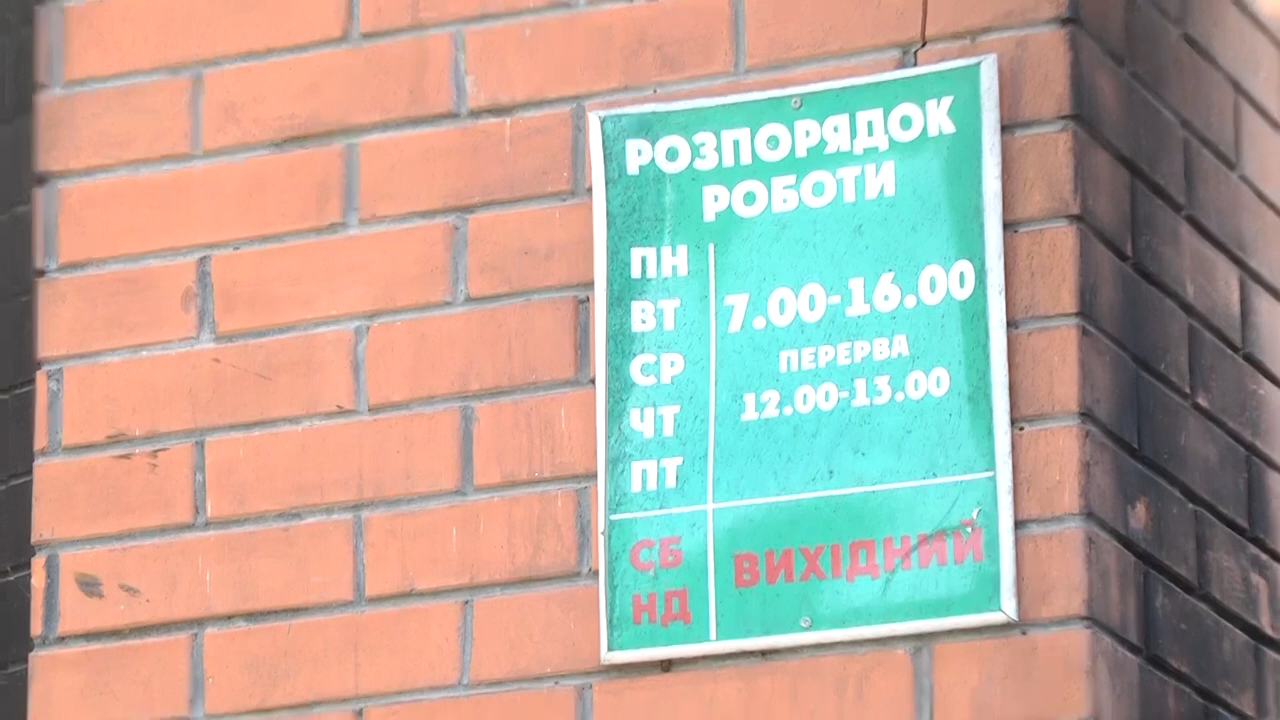 РОЗПОРЯДОК
РОБОТИ
ПН
ВТ
СР
ЧТ
ПТ
7.00-16.00
ПЕРЕРВА
12.00-13.00
СБ
НД
ВИХІДНИЙ